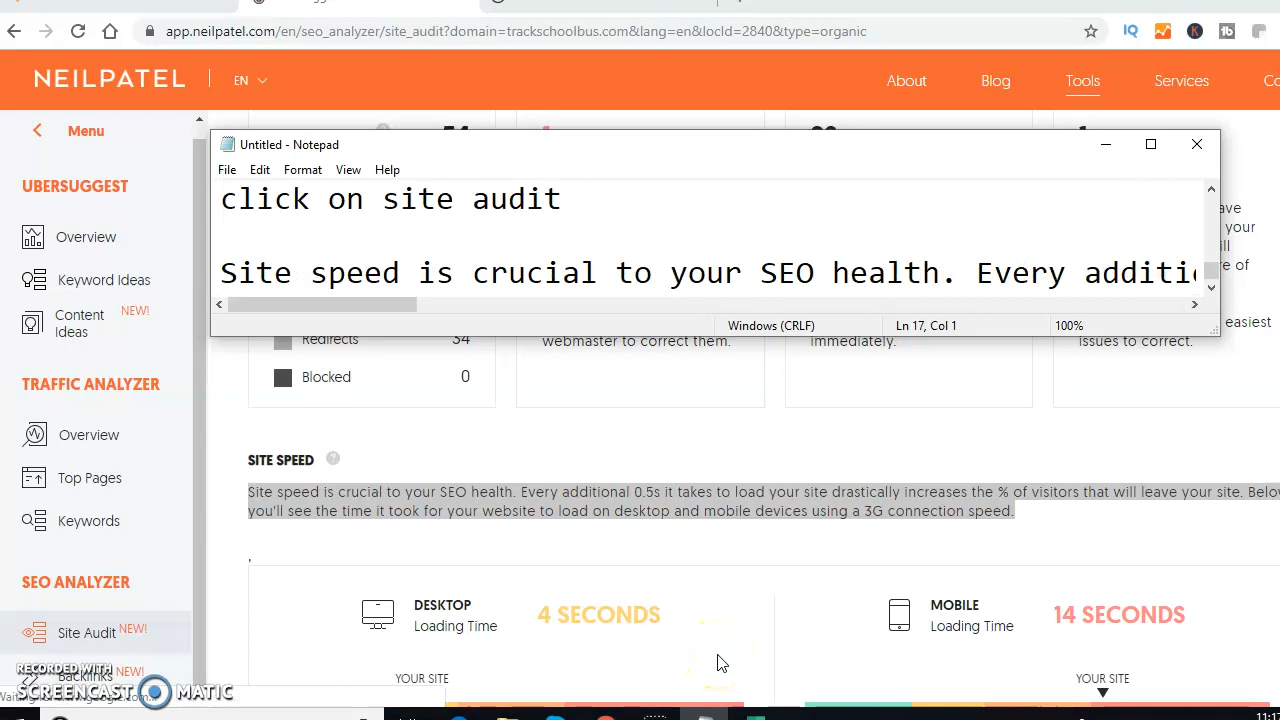 app.neilpatel.com/en/seo_analyzer/site_audit?domain=trackschoolbus.com&lang=en&locId=2840&type=organic
NEILPATEL
EN
About
Blog
Tools
Services
Menu
UBERSUGGEST
Overview
Keyword Ideas
Content Ideas NEW!
TRAFFIC ANALYZER
Overview
Top Pages
Keywords
SEO ANALYZER
Site Audit NEW!
Backlinks NEW!
Untitled - Notepad
File Edit Format View Help
click on site audit
Site speed is crucial to your SEO health. Every additio
Windows (CRLF) Ln 17, Col 1 100%
your
easiest
Redirects 34
webmaster to correct them.
immediately.
issues to correct.
Blocked 0
SITE SPEED ?
Site speed is crucial to your SEO health. Every additional 0.5s it takes to load your site drastically increases the % of visitors that will leave your site. Below
you'll see the time it took for your website to load on desktop and mobile devices using a 3G connection speed.
DESKTOP
Loading Time
4 SECONDS
YOUR SITE
MOBILE
Loading Time
14 SECONDS
YOUR SITE
RECORDED WITH
SCREENCAST MATIC